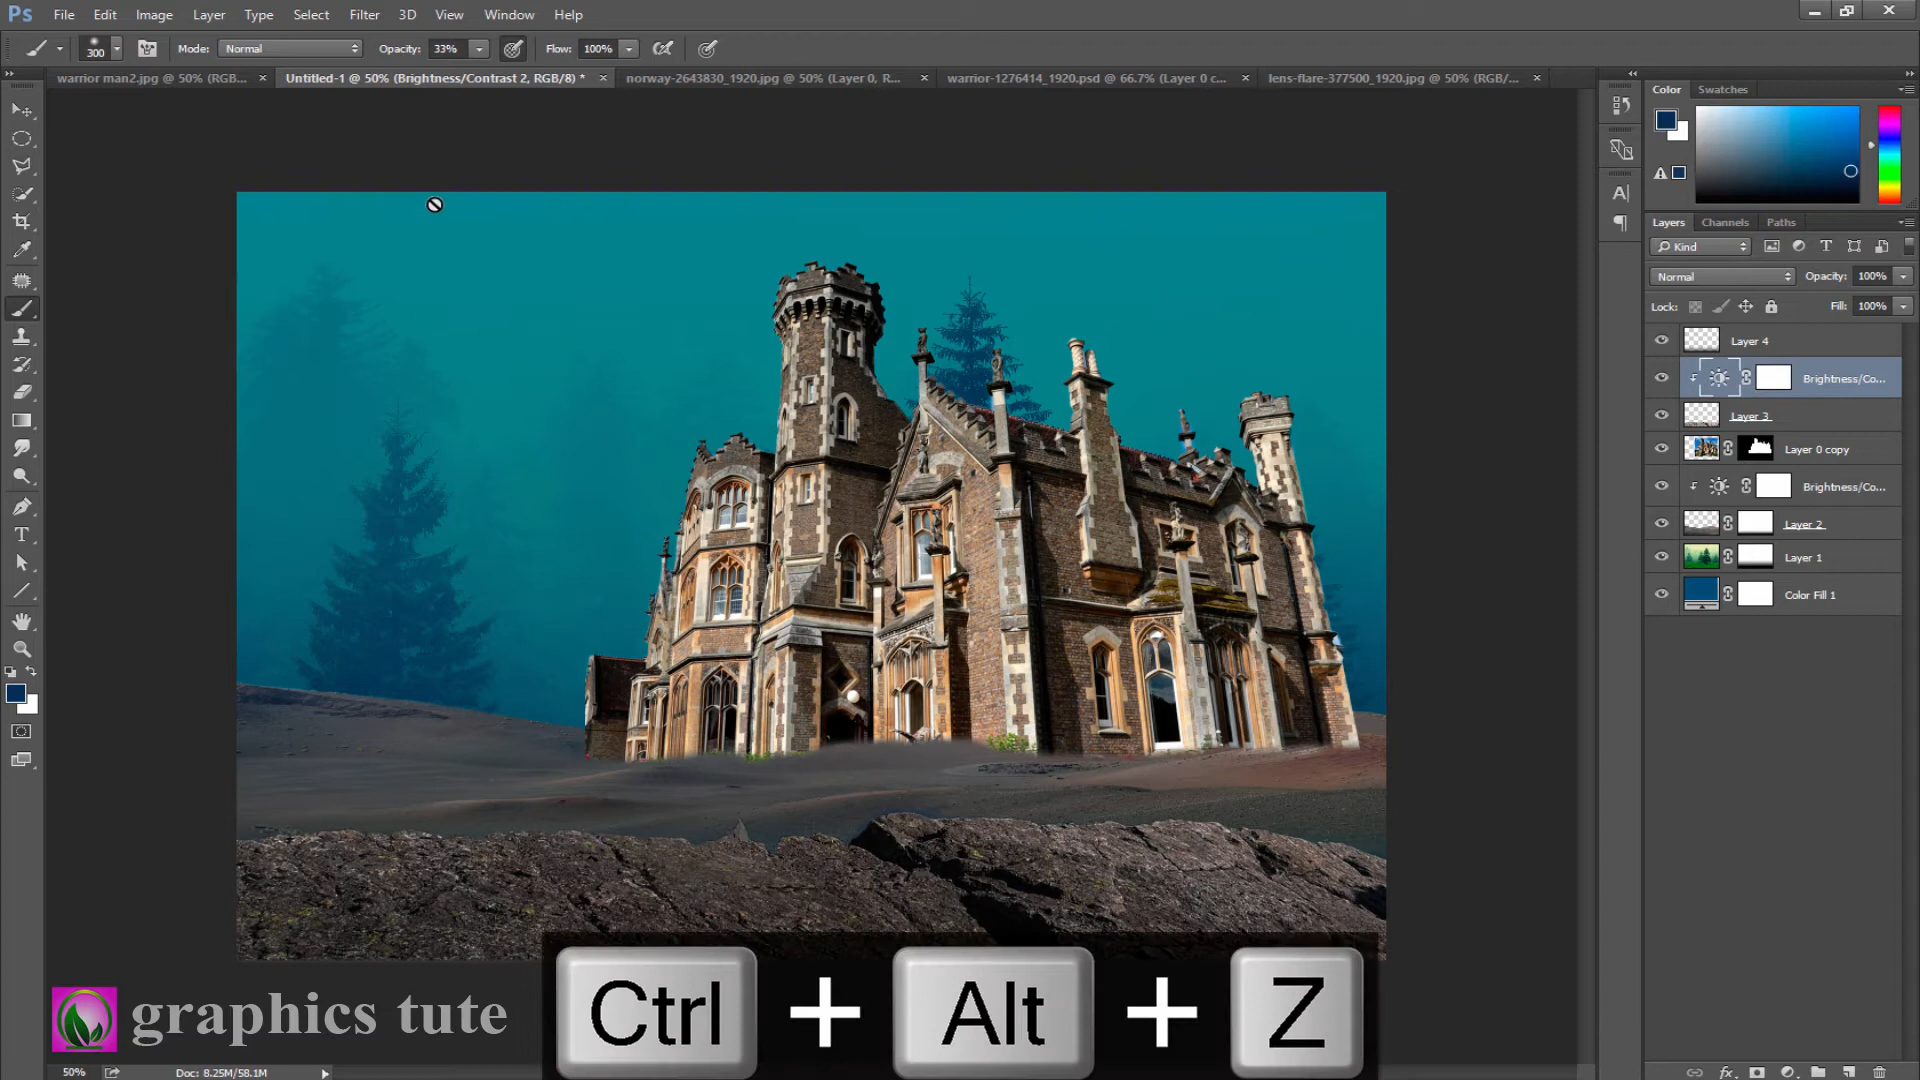 Ps File Edit Image Layer Type Select Filter 3D View Window Help
300 Mode: Normal Opacity: 33% Flow: 100%
warrior man2.jpg @ 50% (RGB... × Untitled-1 @ 50% (Brightness/Contrast 2, RGB/8) * × norway-2643830_1920.jpg @ 50% (Layer 0, R... × warrior-1276414_1920.psd @ 66.7% (Layer 0 c... × lens-flare-377500_1920.jpg @ 50% (RGB/... ×
Color Swatches
Layers Channels Paths
Kind
Normal Opacity: 100%
Lock: Fill: 100%
Layer 4
Brightness/Co...
Layer 3
Layer 0 copy
Brightness/Co...
Layer 2
Layer 1
Color Fill 1
graphics tute
Ctrl + Alt + Z
50% Doc: 8.25M/58.1M